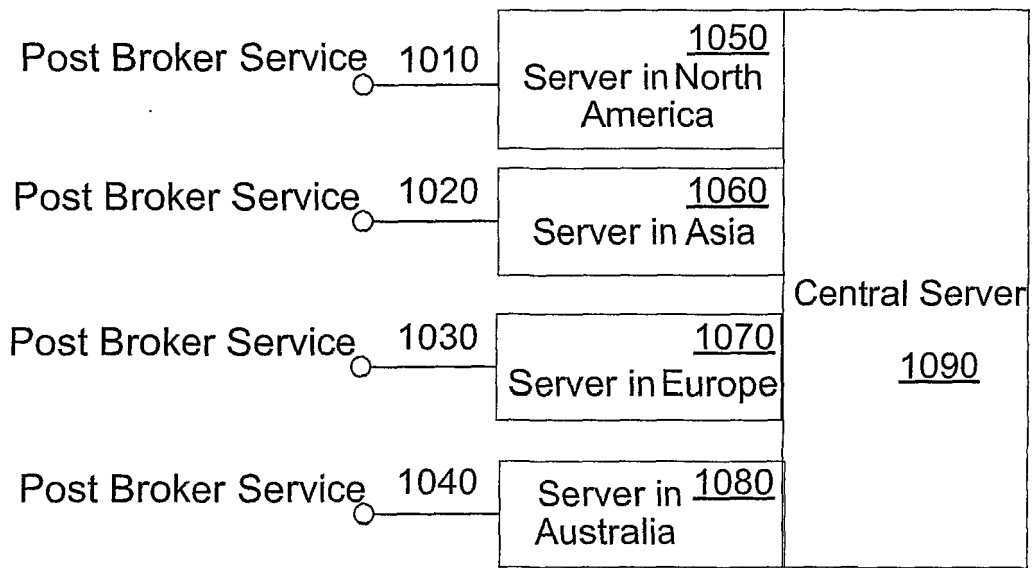 Post Broker Service 1010
1050
Server in North
America
Post Broker Service 1020
1060
Server in Asia
Central Server
1090
Post Broker Service 1030
1070
Server in Europe
Post Broker Service 1040
Server in 1080
Australia